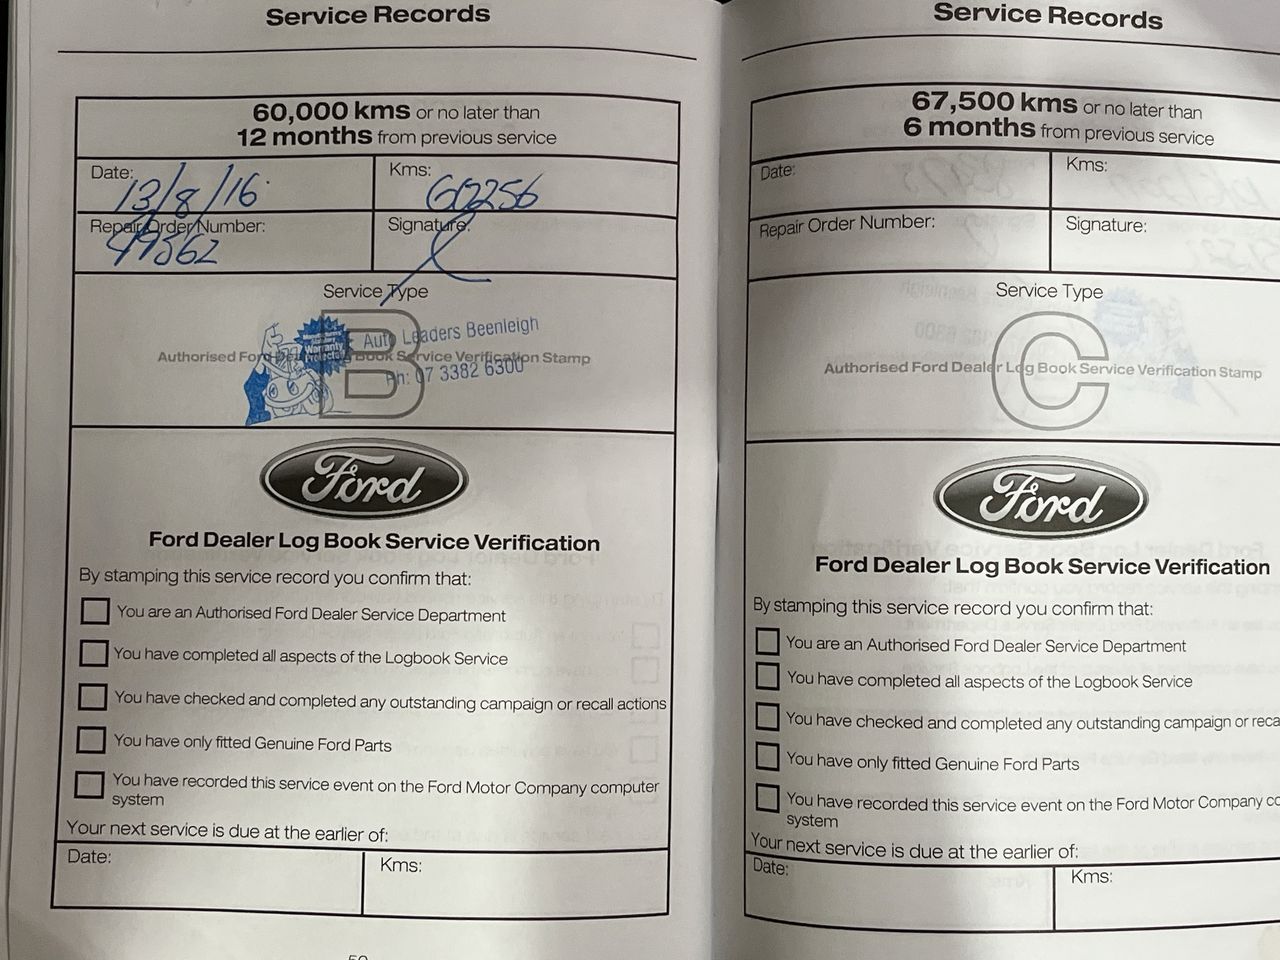 Service Records
60,000 kms or no later than
12 months from previous service
Date:
13/8/16
Kms:
60256
Repair Order Number:
49562
Signature:
Service Type
B
Auto Leaders Beenleigh
Authorised Ford Dealer Log Book Service Verification Stamp
Ph: 07 3382 6300
Ford
Ford Dealer Log Book Service Verification
By stamping this service record you confirm that:
You are an Authorised Ford Dealer Service Department
You have completed all aspects of the Logbook Service
You have checked and completed any outstanding campaign or recall actions
You have only fitted Genuine Ford Parts
You have recorded this service event on the Ford Motor Company computer
system
Your next service is due at the earlier of:
Date:
Kms:
Service Records
67,500 kms or no later than
6 months from previous service
Date:
Kms:
Repair Order Number:
Signature:
Service Type
C
Authorised Ford Dealer Log Book Service Verification Stamp
Ford
Ford Dealer Log Book Service Verification
By stamping this service record you confirm that:
You are an Authorised Ford Dealer Service Department
You have completed all aspects of the Logbook Service
You have checked and completed any outstanding campaign or reca
You have only fitted Genuine Ford Parts
You have recorded this service event on the Ford Motor Company co
system
Your next service is due at the earlier of:
Date:
Kms: